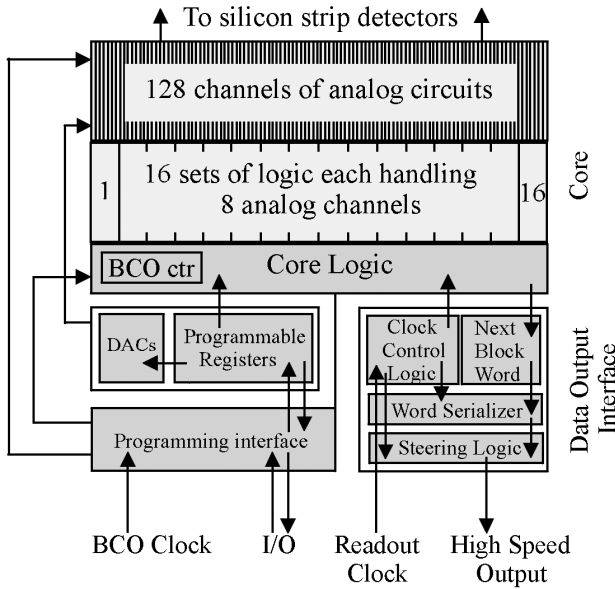 To silicon strip detectors
128 channels of analog circuits
1
16 sets of logic each handling
8 analog channels
16
Core
BCO ctr
Core Logic
DACs
Programmable
Registers
Clock
Control
Logic
Next
Block
Word
Word Serializer
Steering Logic
Data Output
Interface
Programming interface
BCO Clock
I/O
Readout
Clock
High Speed
Output